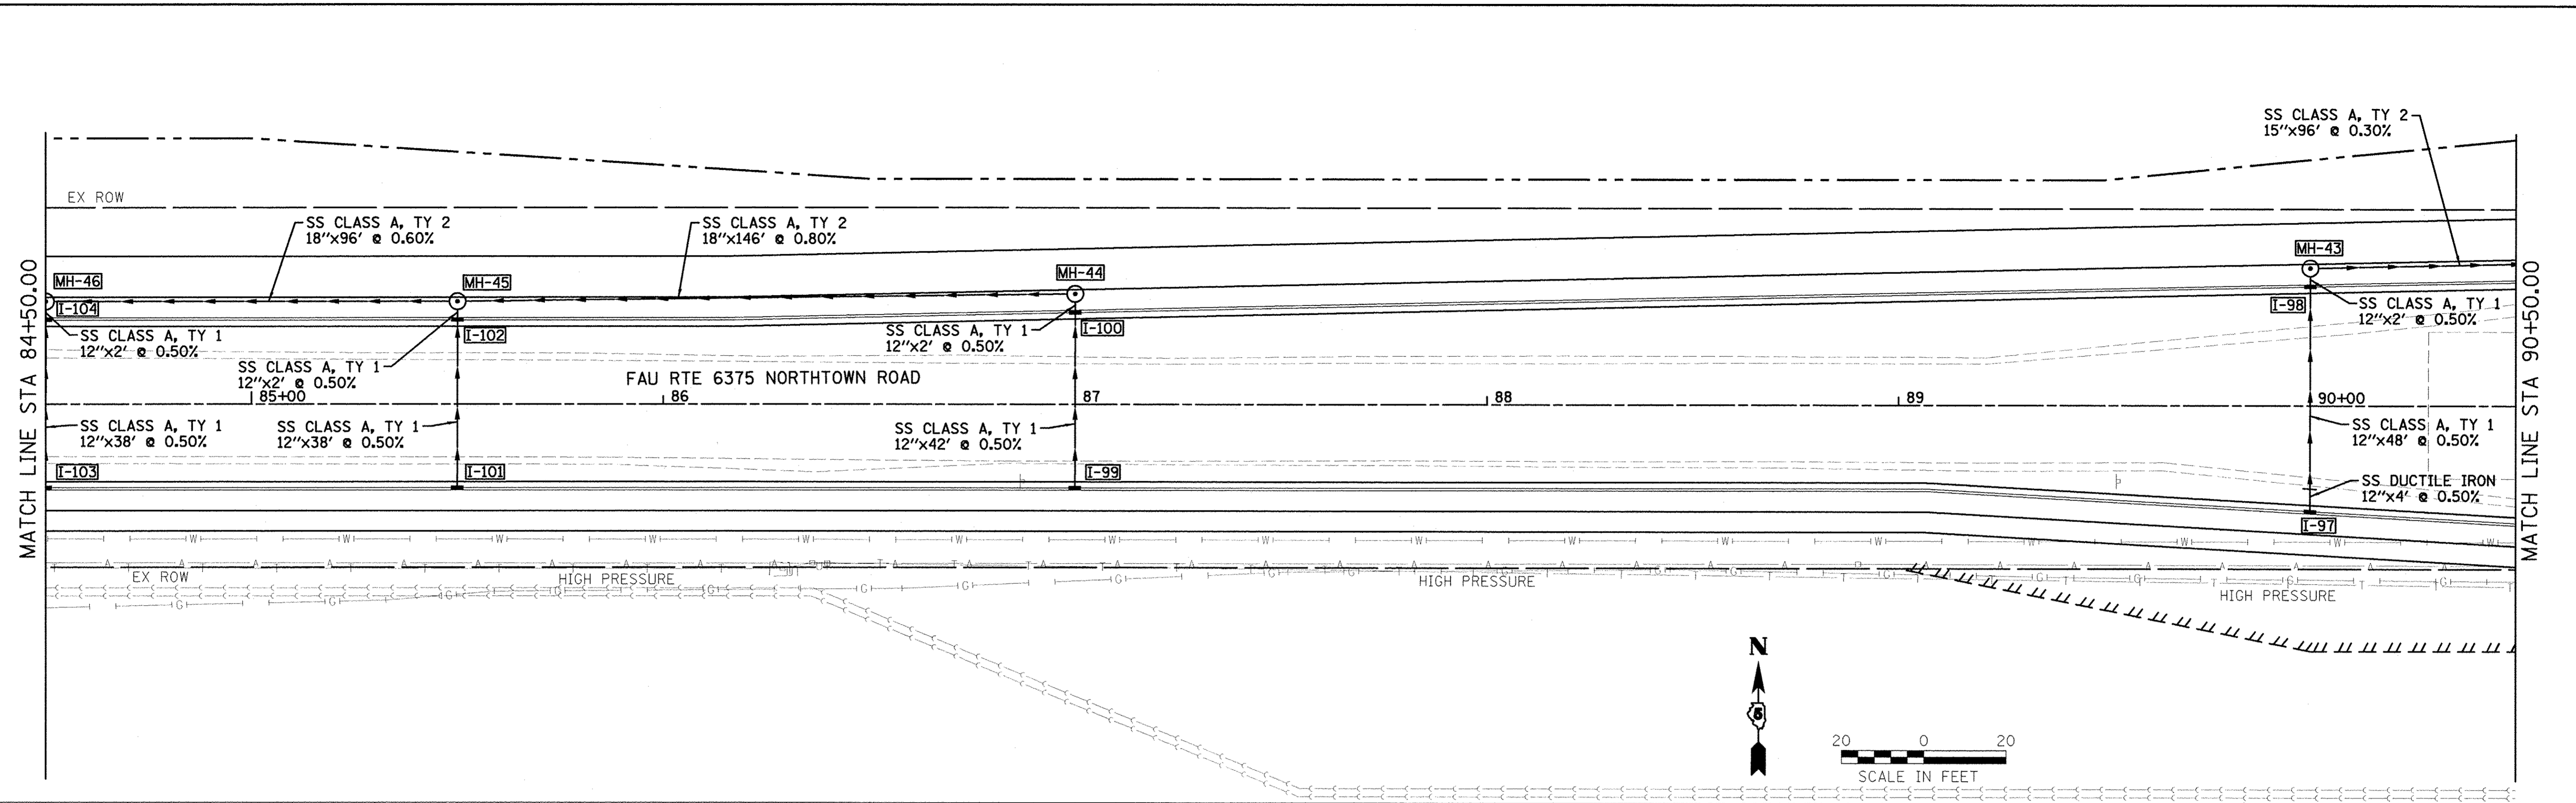 SS CLASS A, TY 2
15"x96' @ 0.30%
EX ROW
SS CLASS A, TY 2
18"x96' @ 0.60%
SS CLASS A, TY 2
18"x146' @ 0.80%
MATCH LINE STA 84+50.00
MATCH LINE STA 90+50.00
MH-46
MH-45
MH-44
MH-43
I-104
I-102
I-100
I-98
SS CLASS A, TY 1
12"x2' @ 0.50%
SS CLASS A, TY 1
12"x2' @ 0.50%
SS CLASS A, TY 1
12"x2' @ 0.50%
SS CLASS A, TY 1
12"x2' @ 0.50%
FAU RTE 6375 NORTHTOWN ROAD
85+00
86
87
88
89
90+00
SS CLASS A, TY 1
12"x38' @ 0.50%
SS CLASS A, TY 1
12"x38' @ 0.50%
SS CLASS A, TY 1
12"x42' @ 0.50%
SS CLASS A, TY 1
12"x48' @ 0.50%
I-103
I-101
I-99
SS DUCTILE IRON
12"x4' @ 0.50%
I-97
EX ROW
HIGH PRESSURE
HIGH PRESSURE
HIGH PRESSURE
N
5
20 0 20
SCALE IN FEET